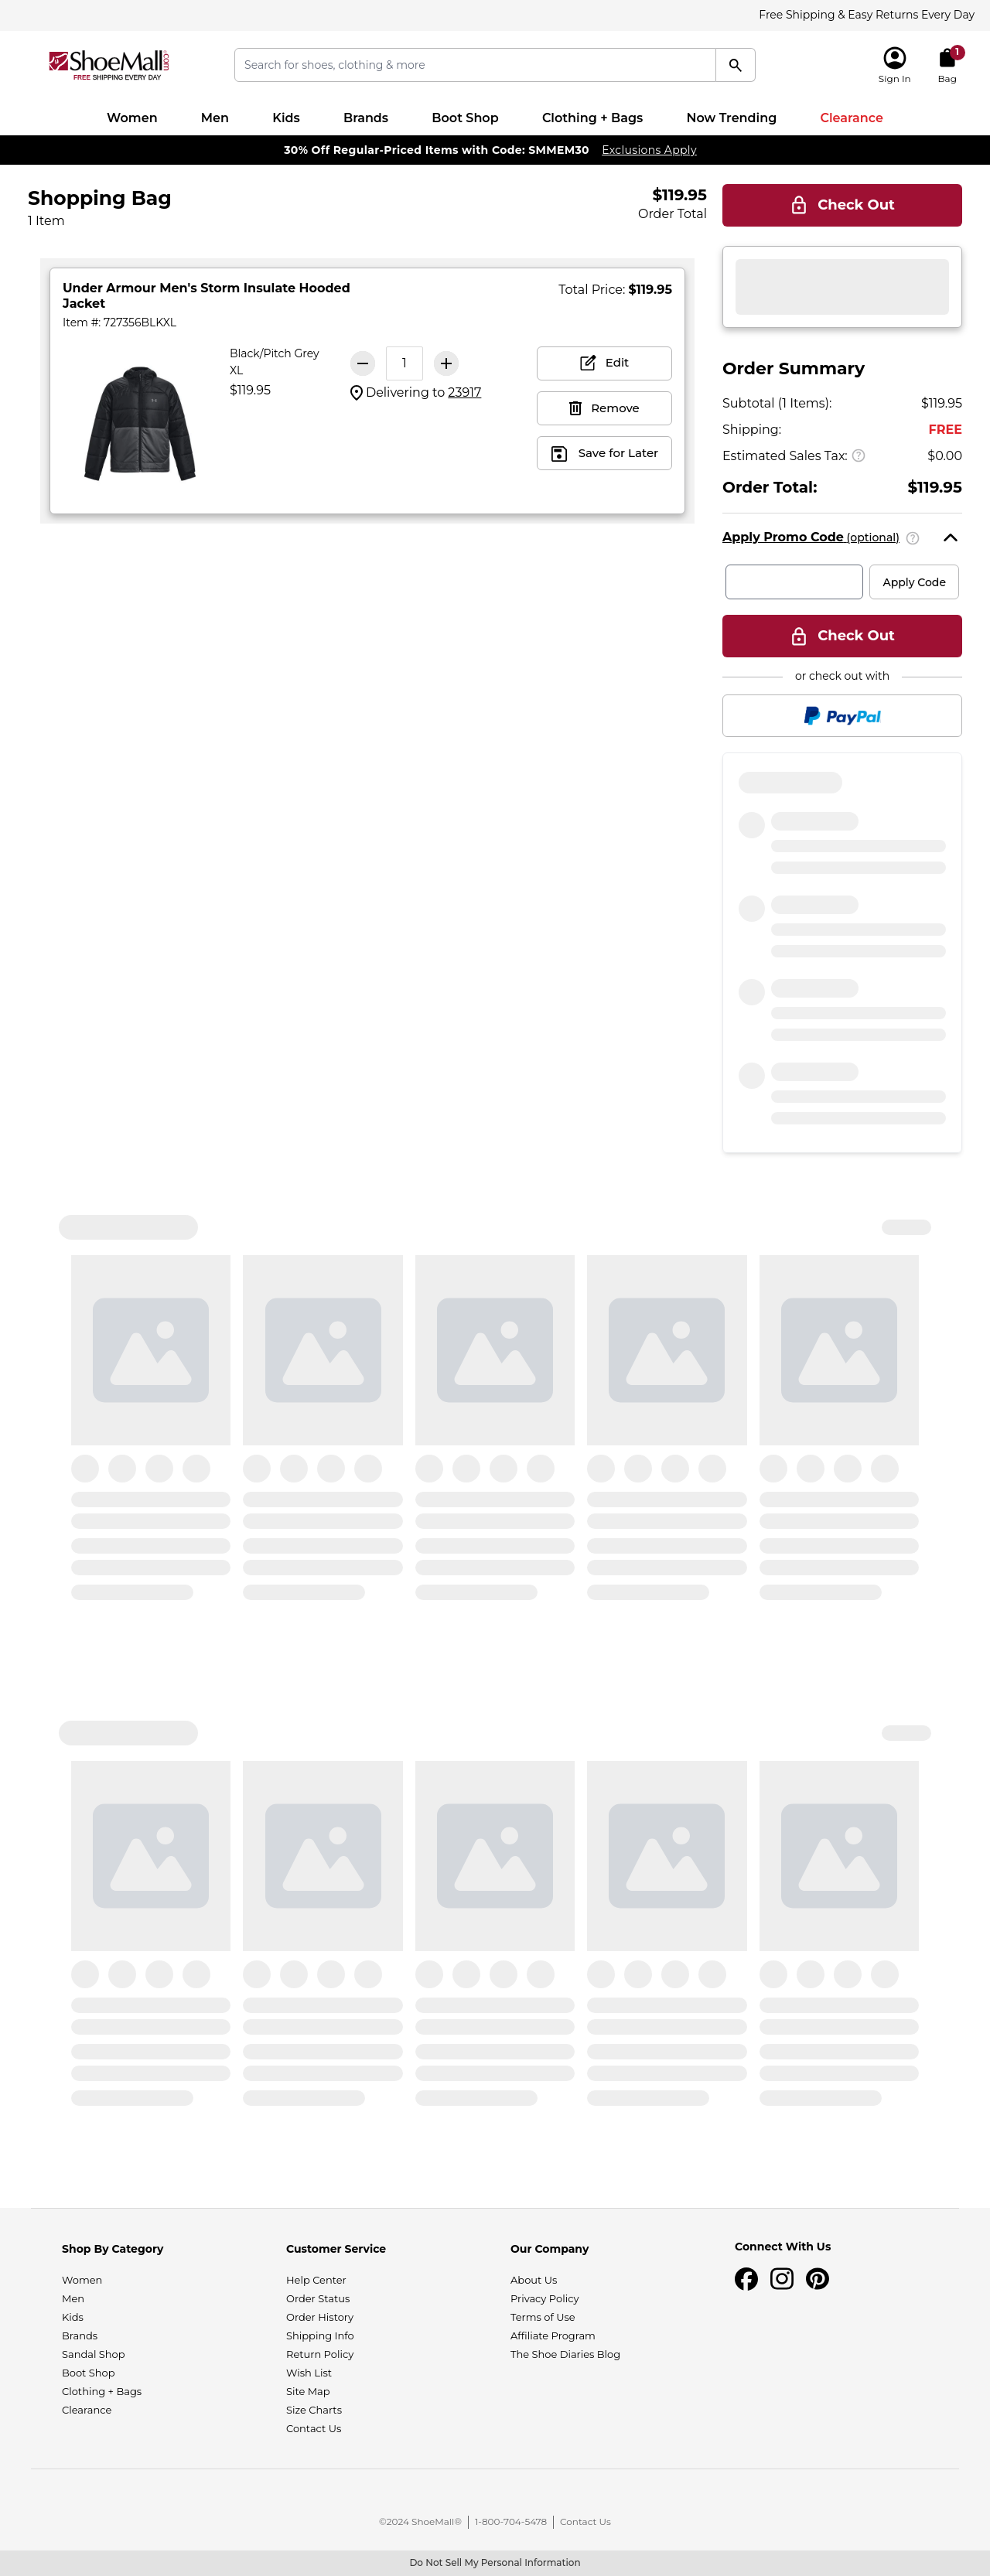 Free Shipping & Easy Returns Every Day
ShoeMall.com
FREE SHIPPING EVERY DAY
Search for shoes, clothing & more
Sign In
1
Bag
Women Men Kids Brands Boot Shop Clothing + Bags Now Trending Clearance
30% Off Regular-Priced Items with Code: SMMEM30 Exclusions Apply
Shopping Bag
1 Item
$119.95
Order Total
Check Out
Under Armour Men's Storm Insulate Hooded
Jacket
Item #: 727356BLKXL
Total Price: $119.95
Black/Pitch Grey
XL
$119.95
1
Delivering to 23917
Edit
Remove
Save for Later
Order Summary
Subtotal (1 Items): $119.95
Shipping: FREE
Estimated Sales Tax: ? $0.00
Order Total: $119.95
Apply Promo Code (optional) ?
Apply Code
Check Out
or check out with
PayPal
Shop By Category
Women
Men
Kids
Brands
Sandal Shop
Boot Shop
Clothing + Bags
Clearance
Customer Service
Help Center
Order Status
Order History
Shipping Info
Return Policy
Wish List
Site Map
Size Charts
Contact Us
Our Company
About Us
Privacy Policy
Terms of Use
Affiliate Program
The Shoe Diaries Blog
Connect With Us
©2024 ShoeMall® 1-800-704-5478 Contact Us
Do Not Sell My Personal Information